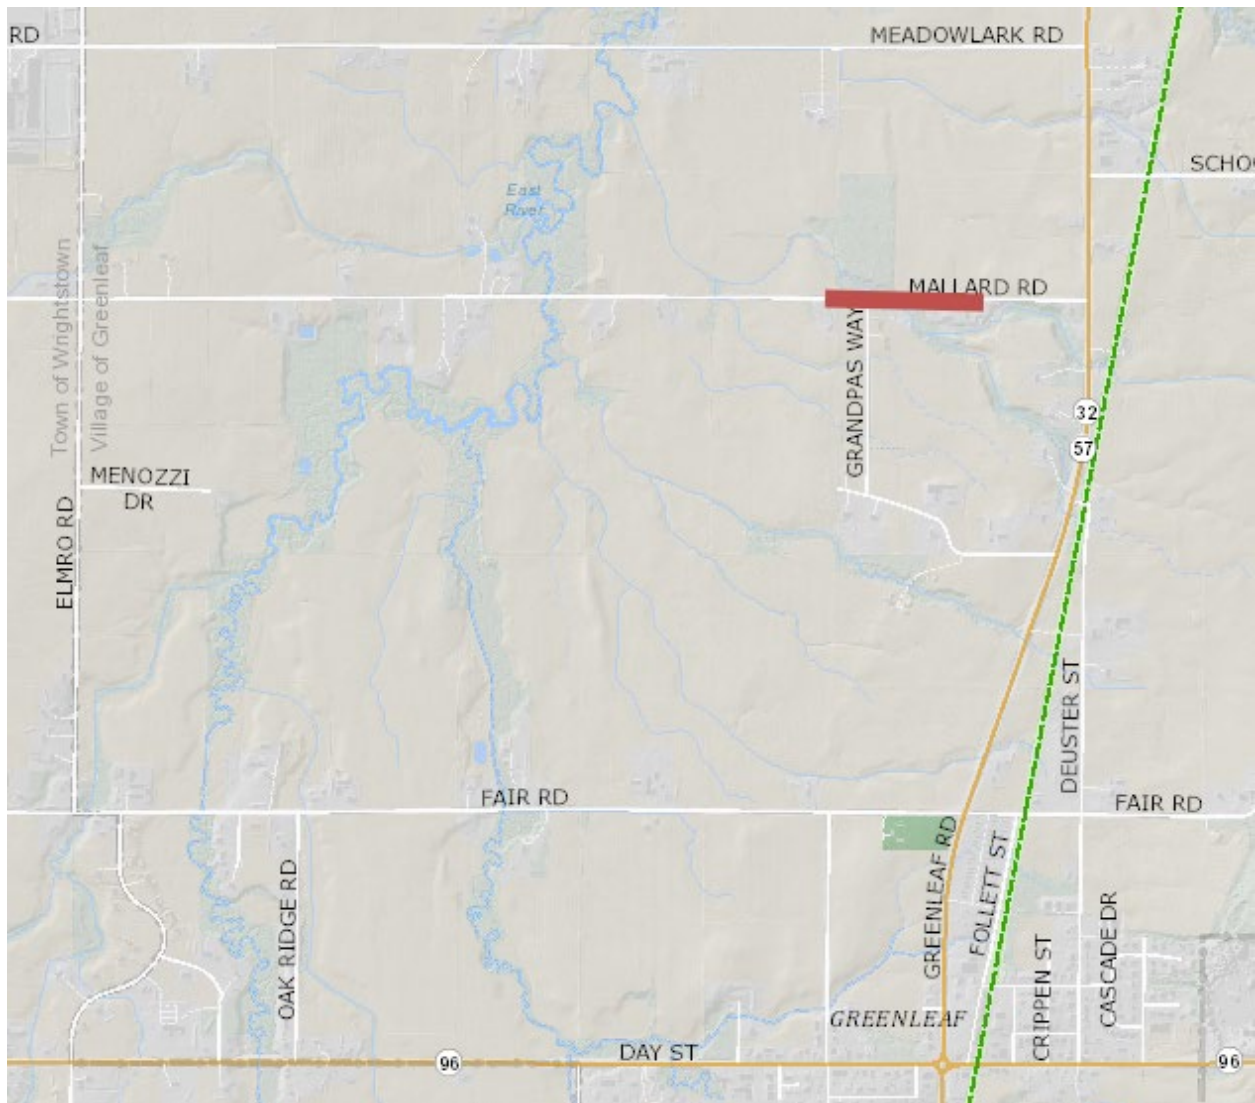 RD
MEADOWLARK RD
SCHO
East
River
MALLARD RD
Town of Wrightstown
Village of Greenleaf
GRANDPAS WAY
32
57
MENOZZI
DR
ELMRO RD
DEUSTER ST
FAIR RD
FAIR RD
GREENLEAF RD
FOLLETT ST
OAK RIDGE RD
CASCADE DR
CRIPPEN ST
GREENLEAF
DAY ST
96
96